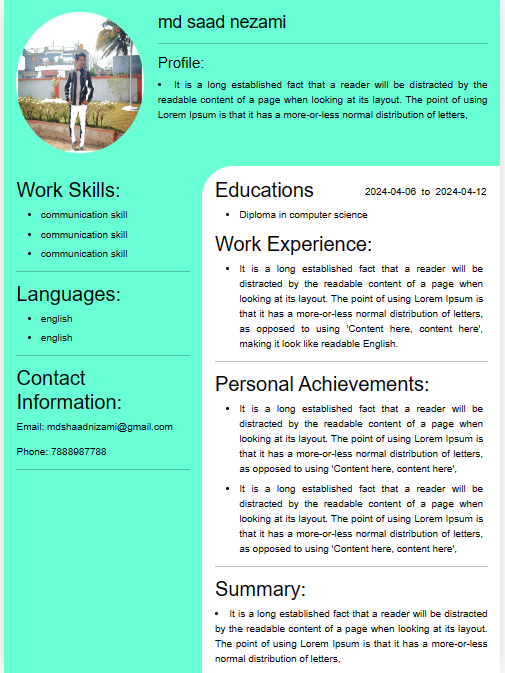 md saad nezami
Profile:
• It is a long established fact that a reader will be distracted by the
readable content of a page when looking at its layout. The point of using
Lorem Ipsum is that it has a more-or-less normal distribution of letters,
Work Skills:
• communication skill
• communication skill
• communication skill
Languages:
• english
• english
Contact
Information:
Email: mdshaadnizami@gmail.com
Phone: 7888987788
Educations 2024-04-06 to 2024-04-12
• Diploma in computer science
Work Experience:
• It is a long established fact that a reader will be
distracted by the readable content of a page when
looking at its layout. The point of using Lorem Ipsum is
that it has a more-or-less normal distribution of letters,
as opposed to using 'Content here, content here',
making it look like readable English.
Personal Achievements:
• It is a long established fact that a reader will be
distracted by the readable content of a page when
looking at its layout. The point of using Lorem Ipsum is
that it has a more-or-less normal distribution of letters,
as opposed to using 'Content here, content here',
• It is a long established fact that a reader will be
distracted by the readable content of a page when
looking at its layout. The point of using Lorem Ipsum is
that it has a more-or-less normal distribution of letters,
as opposed to using 'Content here, content here',
Summary:
• It is a long established fact that a reader will be distracted
by the readable content of a page when looking at its layout.
The point of using Lorem Ipsum is that it has a more-or-less
normal distribution of letters,